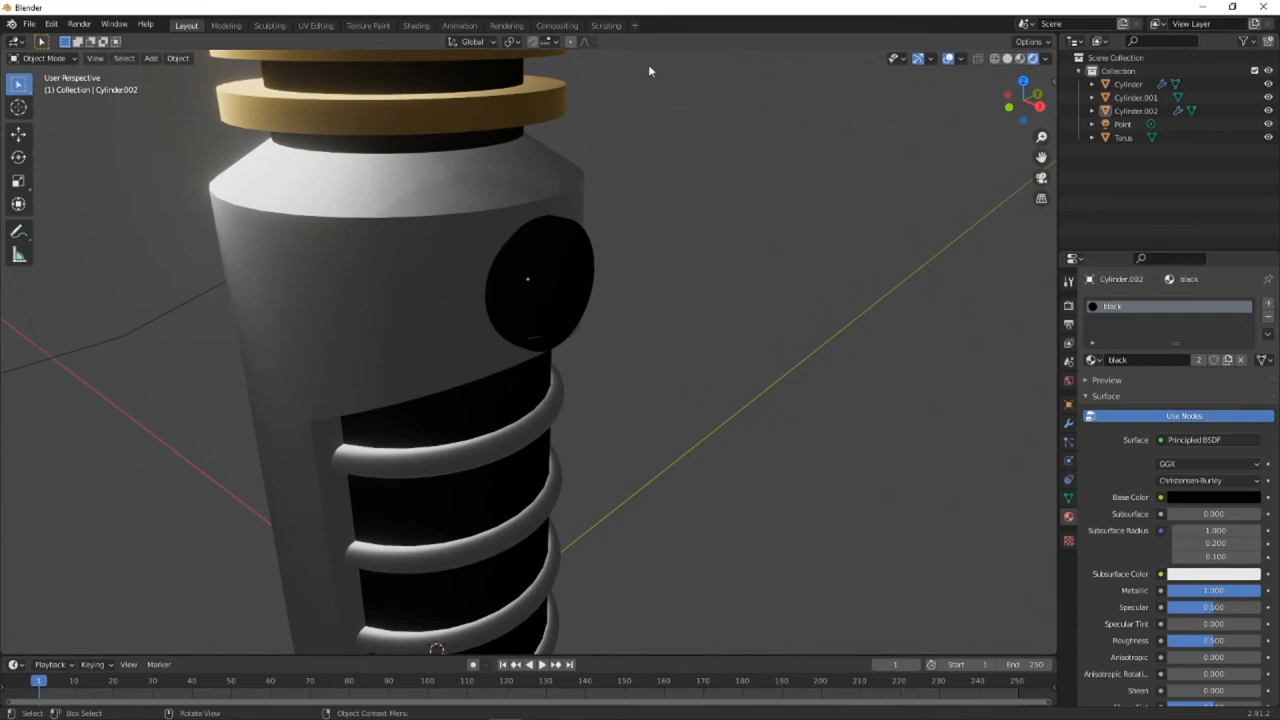 Blender
File Edit Render Window Help Layout Modeling Sculpting UV Editing Texture Paint Shading Animation Rendering Compositing Scripting + Scene View Layer
Global Options
Object Mode View Select Add Object
User Perspective
(1) Collection | Cylinder.002
Scene Collection
Collection
Cylinder
Cylinder.001
Cylinder.002
Point
Torus
Y
X
Z
Cylinder.002 black
black
black 2
Preview
Surface
Use Nodes
Surface Principled BSDF
GGX
Christensen-Burley
Base Color
Subsurface 0.000
Subsurface Radius 1.000
0.200
0.100
Subsurface Color
Metallic 1.000
Specular 0.500
Specular Tint 0.000
Roughness 0.500
Anisotropic 0.000
Anisotropic Rotati... 0.000
Sheen 0.000
Playback Keying View Marker 1 Start 1 End 250
1 10 20 30 40 50 60 70 80 90 100 110 120 130 140 150 160 170 180 190 200 210 220 230 240 250
Select Box Select Rotate View Object Context Menu 2.91.2